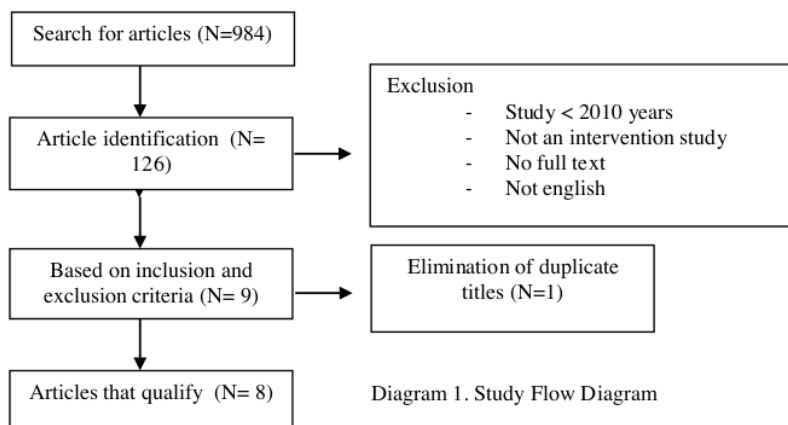 Search for articles (N=984)
Exclusion
- Study < 2010 years
- Not an intervention study
- No full text
- Not english
Article identification (N=
126)
Based on inclusion and
exclusion criteria (N= 9)
Elimination of duplicate
titles (N=1)
Articles that qualify (N= 8)
Diagram 1. Study Flow Diagram